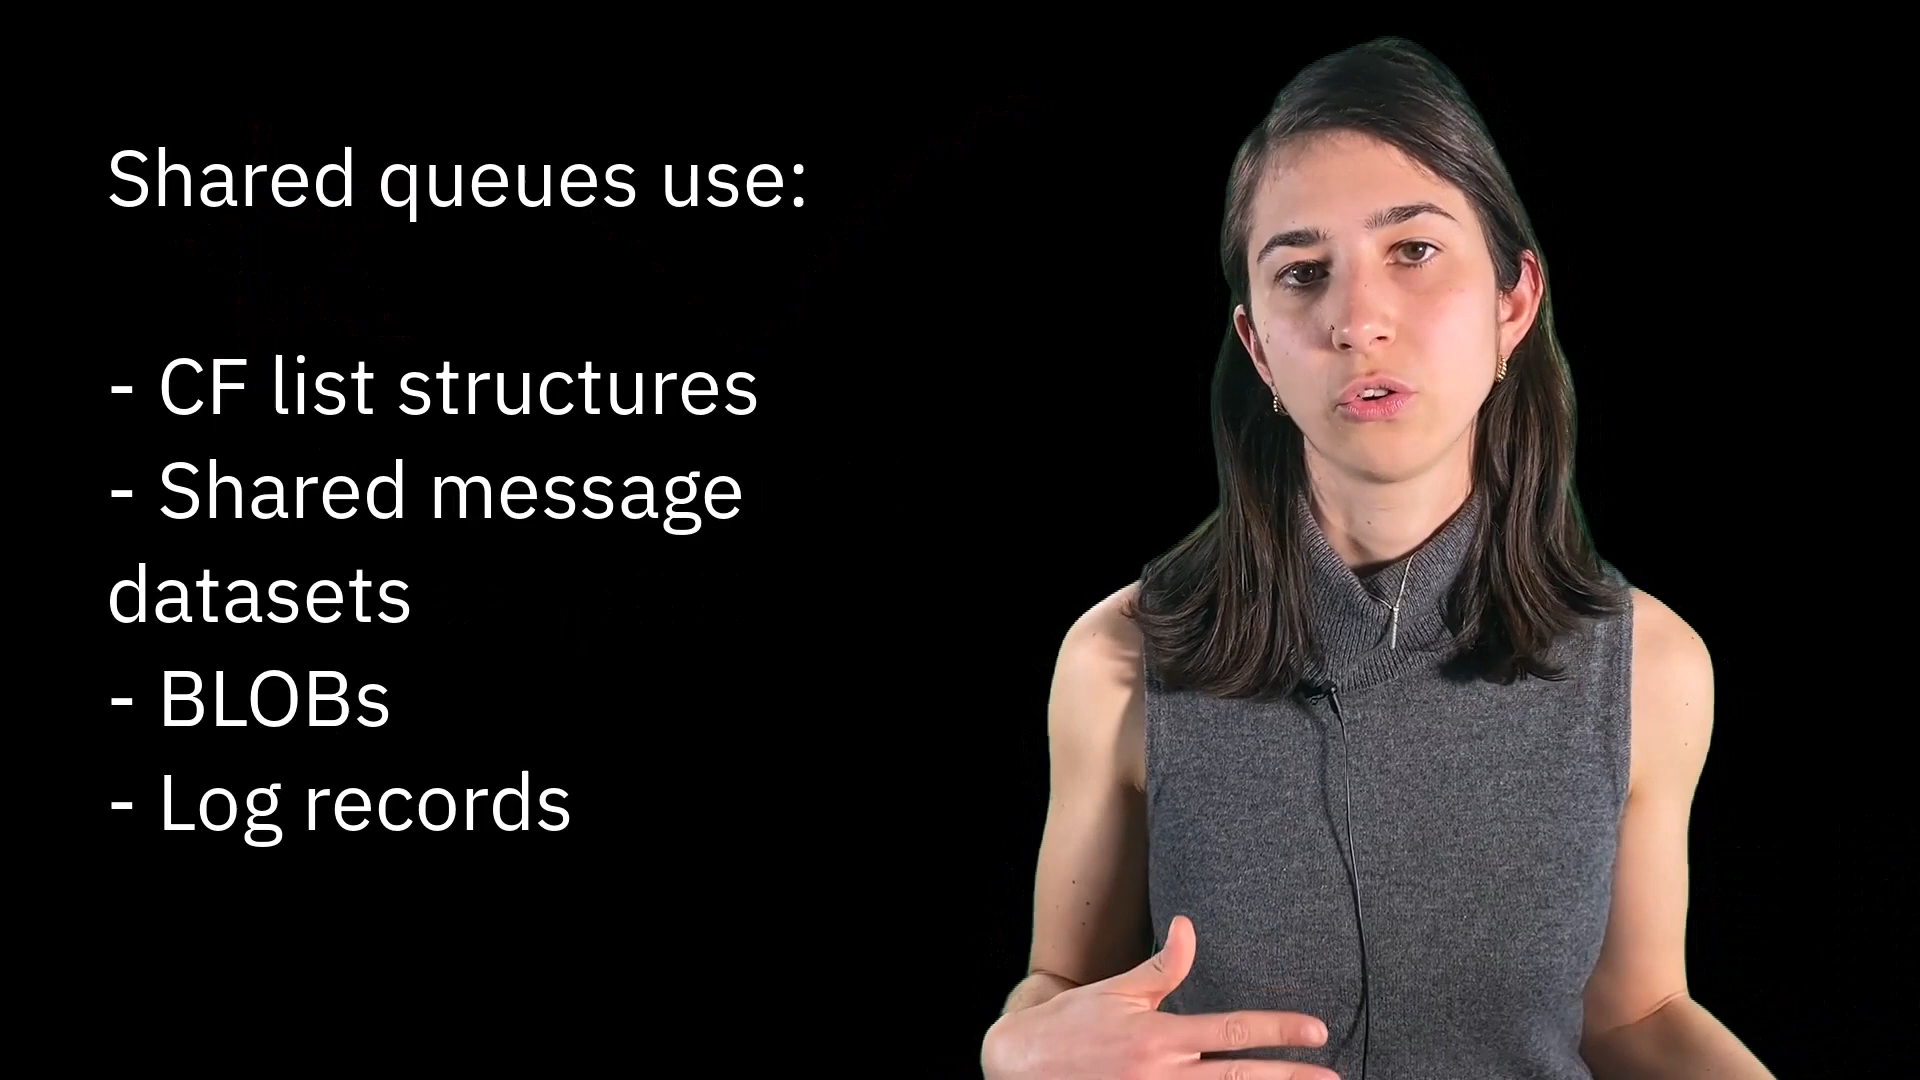 Shared queues use:
- CF list structures
- Shared message
datasets
- BLOBs
- Log records